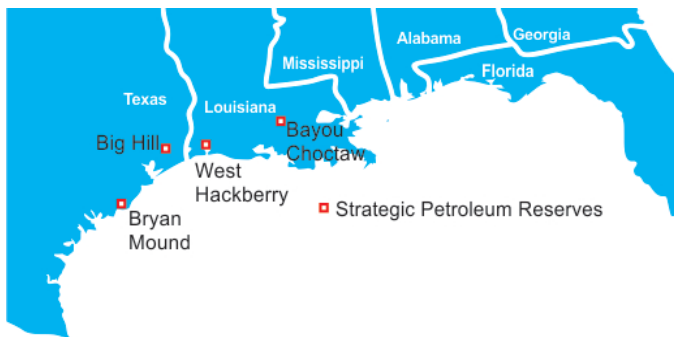 Georgia
Alabama
Mississippi
Florida
Texas
Louisiana
Bayou
Choctaw
Big Hill
West
Hackberry
Strategic Petroleum Reserves
Bryan
Mound